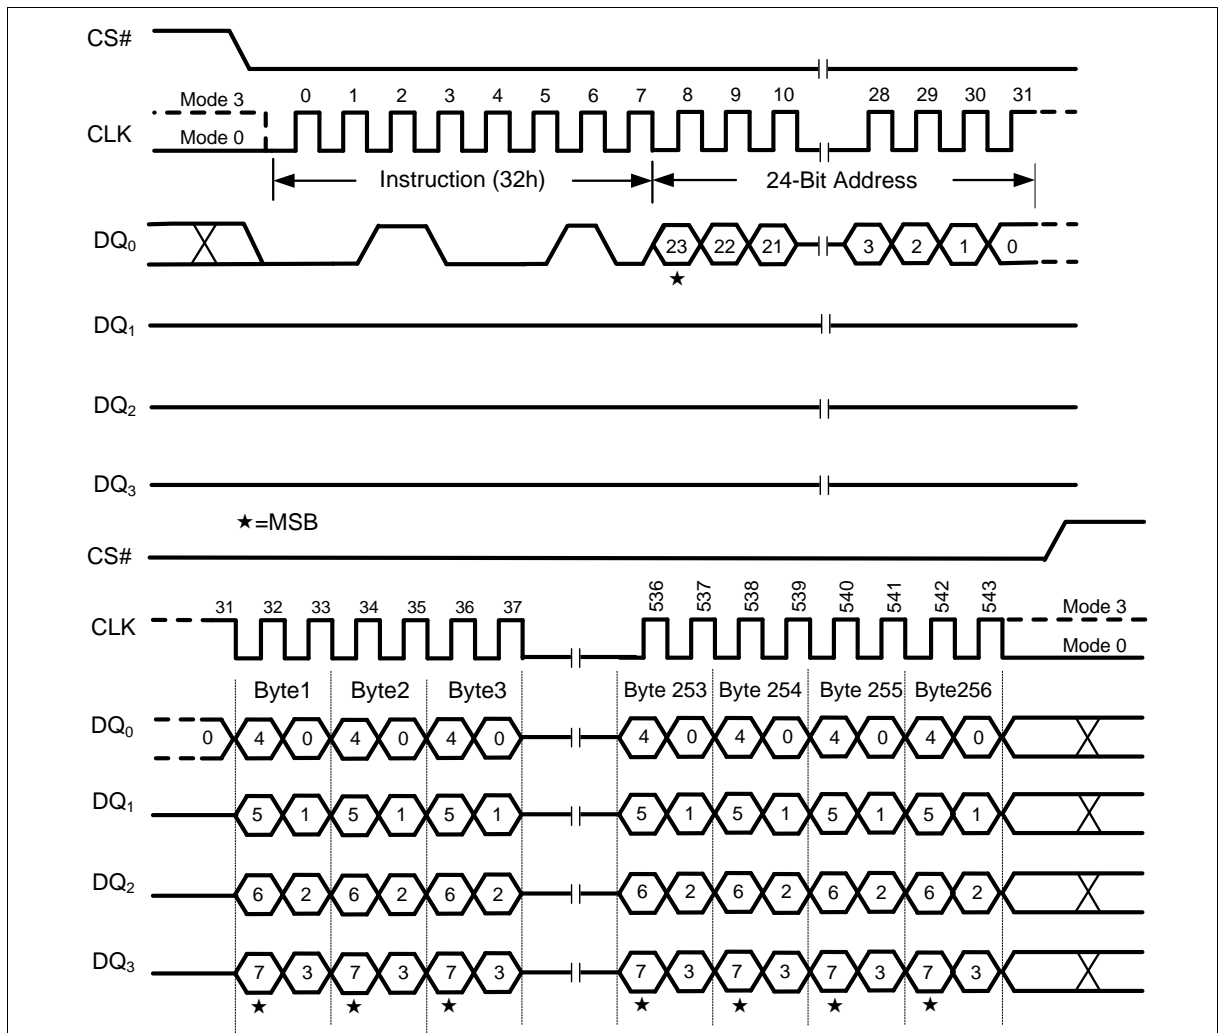 CS#
Mode 3 0 1 2 3 4 5 6 7 8 9 10 28 29 30 31
CLK
Mode 0
Instruction (32h) 24-Bit Address
DQ0 23 22 21 3 2 1 0
★
DQ1
DQ2
DQ3
★=MSB
CS#
31 32 33 34 35 36 37 536 537 538 539 540 541 542 543
Mode 3
CLK
Mode 0
Byte1 Byte2 Byte3 Byte 253 Byte 254 Byte 255 Byte256
DQ0 0 4 0 4 0 4 0 4 0 4 0 4 0 4 0
DQ1 5 1 5 1 5 1 5 1 5 1 5 1 5 1
DQ2 6 2 6 2 6 2 6 2 6 2 6 2 6 2
DQ3 7 3 7 3 7 3 7 3 7 3 7 3 7 3
★ ★ ★ ★ ★ ★ ★